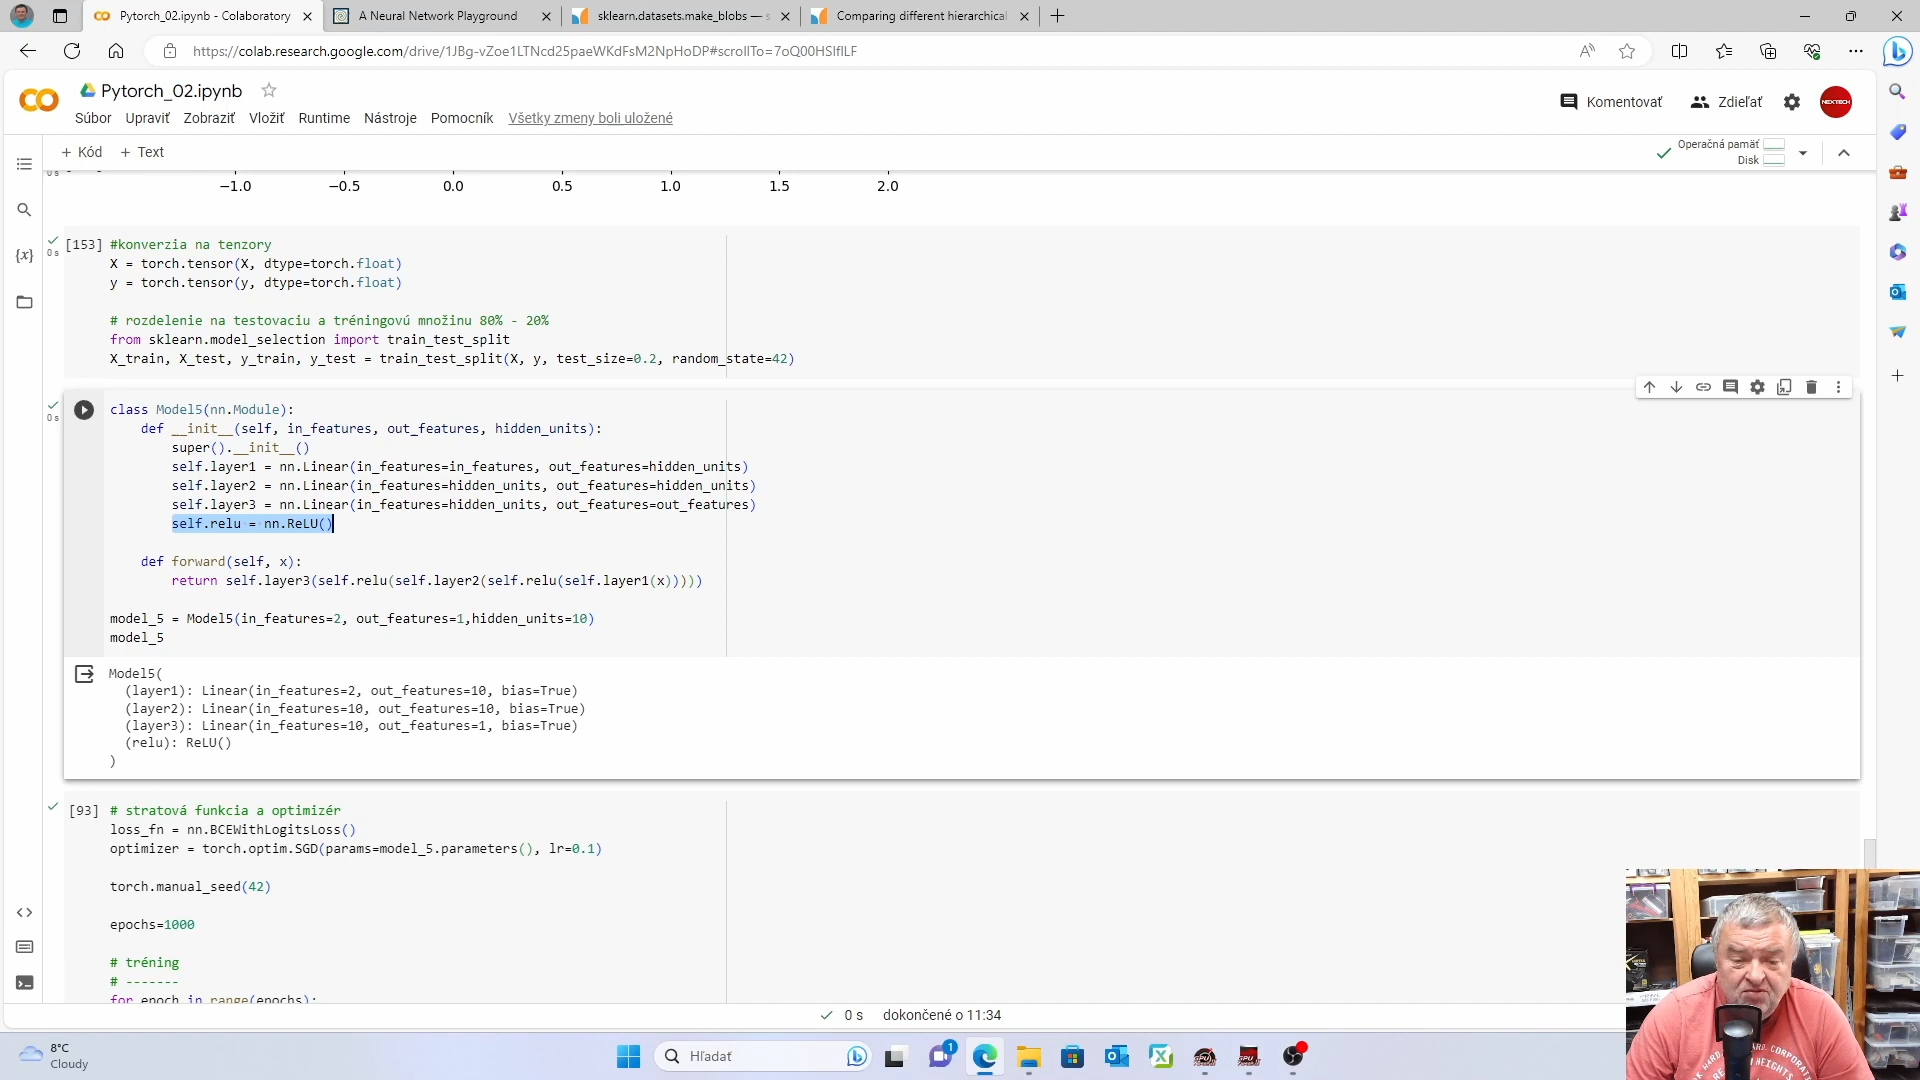 Pytorch_02.ipynb - Colaboratory
A Neural Network Playground
sklearn.datasets.make_blobs —
Comparing different hierarchical
https://colab.research.google.com/drive/1JBg-vZoe1LTNcd25paeWKdFsM2NpHoDP#scrollTo=7oQ00HSIfILF
Pytorch_02.ipynb
Komentovať
Zdieľať
NEXTECH
Súbor Upraviť Zobraziť Vložiť Runtime Nástroje Pomocník Všetky zmeny boli uložené
+ Kód + Text
Operačná pamäť
Disk
0 s
−1.0 −0.5 0.0 0.5 1.0 1.5 2.0
0 s
[153] #konverzia na tenzory
X = torch.tensor(X, dtype=torch.float)
y = torch.tensor(y, dtype=torch.float)
# rozdelenie na testovaciu a tréningovú množinu 80% - 20%
from sklearn.model_selection import train_test_split
X_train, X_test, y_train, y_test = train_test_split(X, y, test_size=0.2, random_state=42)
0 s
class Model5(nn.Module):
def __init__(self, in_features, out_features, hidden_units):
super().__init__()
self.layer1 = nn.Linear(in_features=in_features, out_features=hidden_units)
self.layer2 = nn.Linear(in_features=hidden_units, out_features=hidden_units)
self.layer3 = nn.Linear(in_features=hidden_units, out_features=out_features)
self.relu = nn.ReLU()
def forward(self, x):
return self.layer3(self.relu(self.layer2(self.relu(self.layer1(x)))))
model_5 = Model5(in_features=2, out_features=1,hidden_units=10)
model_5
Model5(
(layer1): Linear(in_features=2, out_features=10, bias=True)
(layer2): Linear(in_features=10, out_features=10, bias=True)
(layer3): Linear(in_features=10, out_features=1, bias=True)
(relu): ReLU()
)
[93] # stratová funkcia a optimizér
loss_fn = nn.BCEWithLogitsLoss()
optimizer = torch.optim.SGD(params=model_5.parameters(), lr=0.1)
torch.manual_seed(42)
epochs=1000
# tréning
# -------
for epoch in range(epochs):
0 s dokončené o 11:34
8°C
Cloudy
Hľadať
1